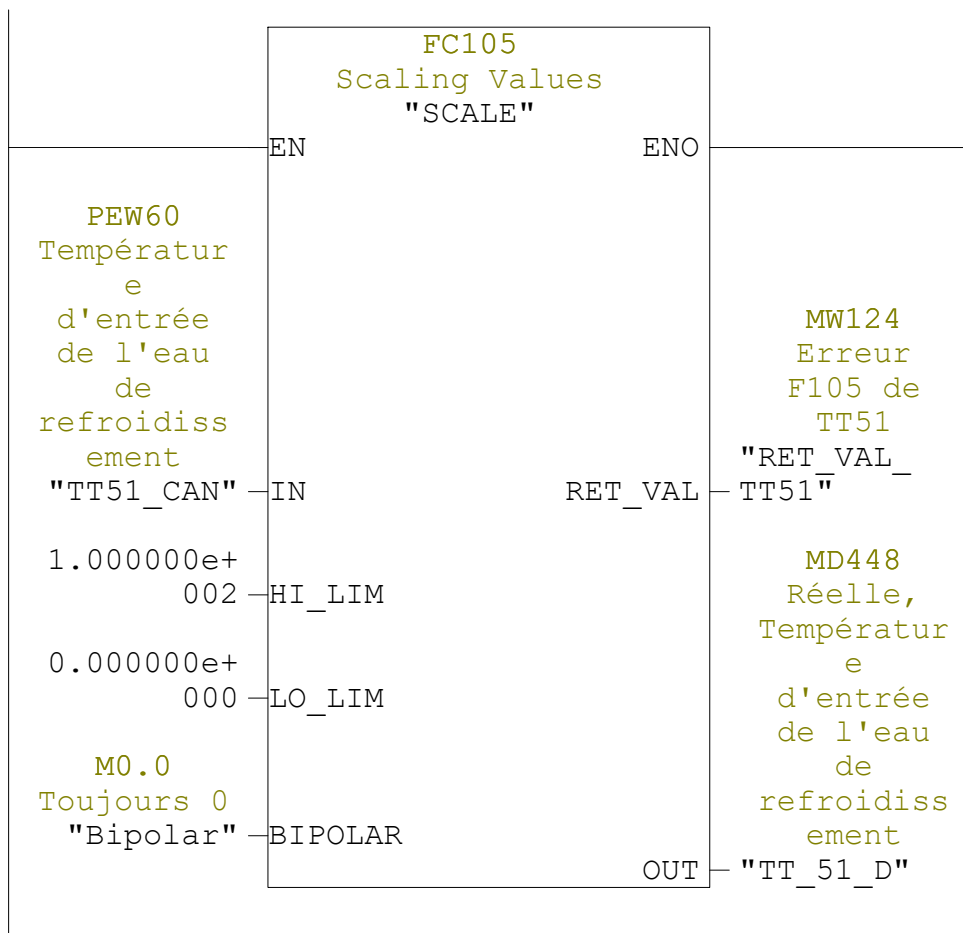 FC105
Scaling Values
"SCALE"
EN
ENO
PEW60
Températur
e
d'entrée
de l'eau
de
refroidiss
ement
"TT51_CAN"
IN
MW124
Erreur
F105 de
TT51
"RET_VAL_
RET_VAL
TT51"
1.000000e+
002
HI_LIM
0.000000e+
000
LO_LIM
M0.0
Toujours 0
"Bipolar"
BIPOLAR
MD448
Réelle,
Températur
e
d'entrée
de l'eau
de
refroidiss
ement
OUT
"TT_51_D"